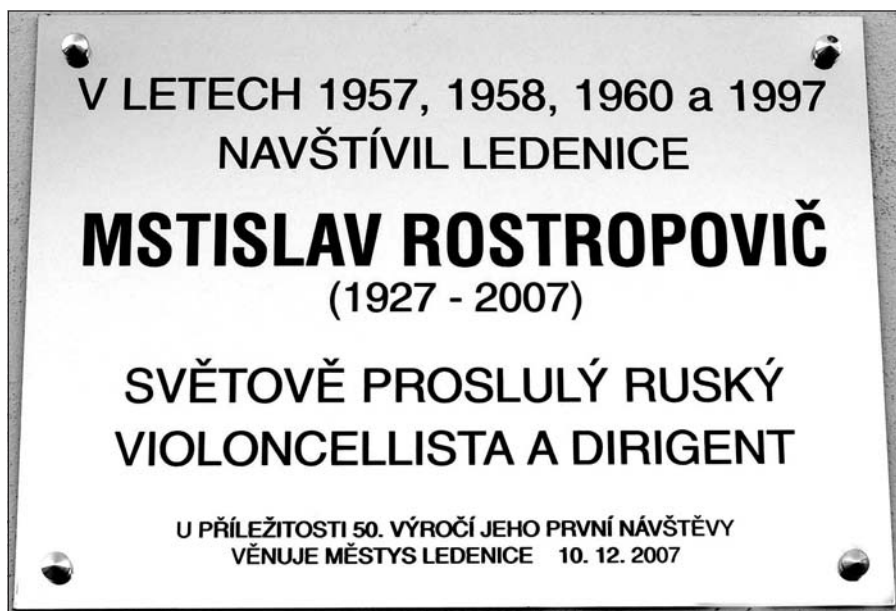 V LETECH 1957, 1958, 1960 a 1997
NAVŠTÍVIL LEDENICE
MSTISLAV ROSTROPOVIČ
(1927 - 2007)
SVĚTOVĚ PROSLULÝ RUSKÝ
VIOLONCELLISTA A DIRIGENT
U PŘÍLEŽITOSTI 50. VÝROČÍ JEHO PRVNÍ NÁVŠTĚVY
VĚNUJE MĚSTYS LEDENICE 10. 12. 2007